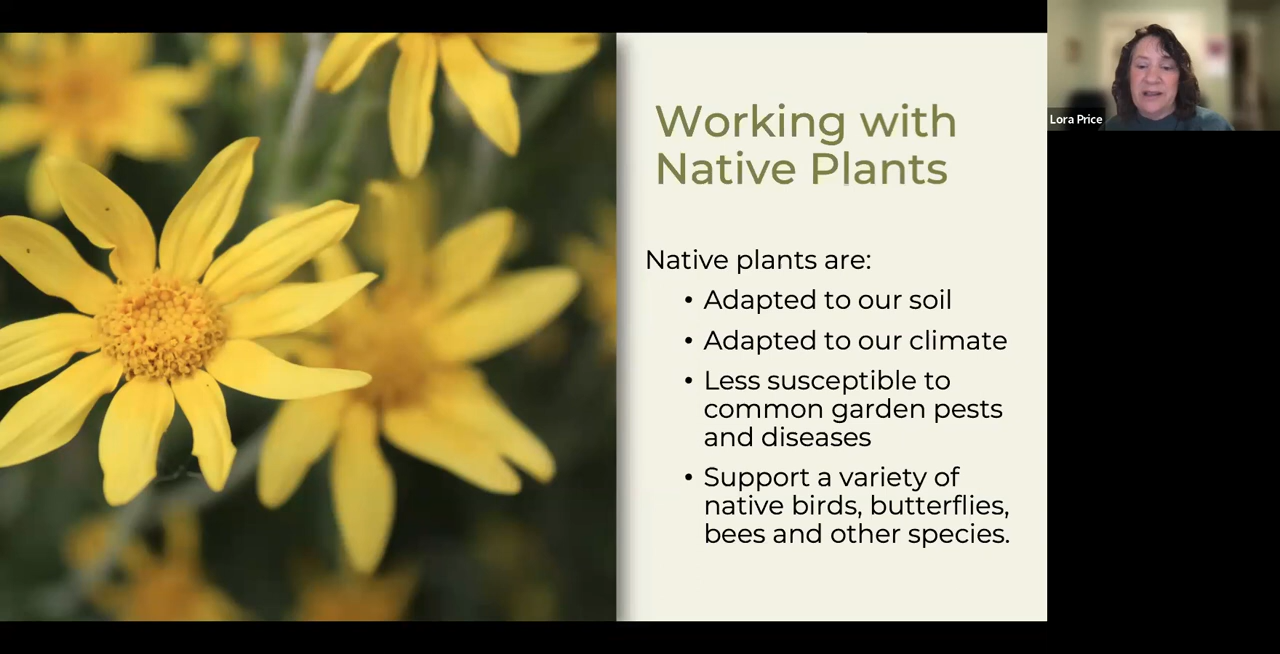 Working with
Native Plants
Native plants are:
• Adapted to our soil
• Adapted to our climate
• Less susceptible to
common garden pests
and diseases
• Support a variety of
native birds, butterflies,
bees and other species.
Lora Price